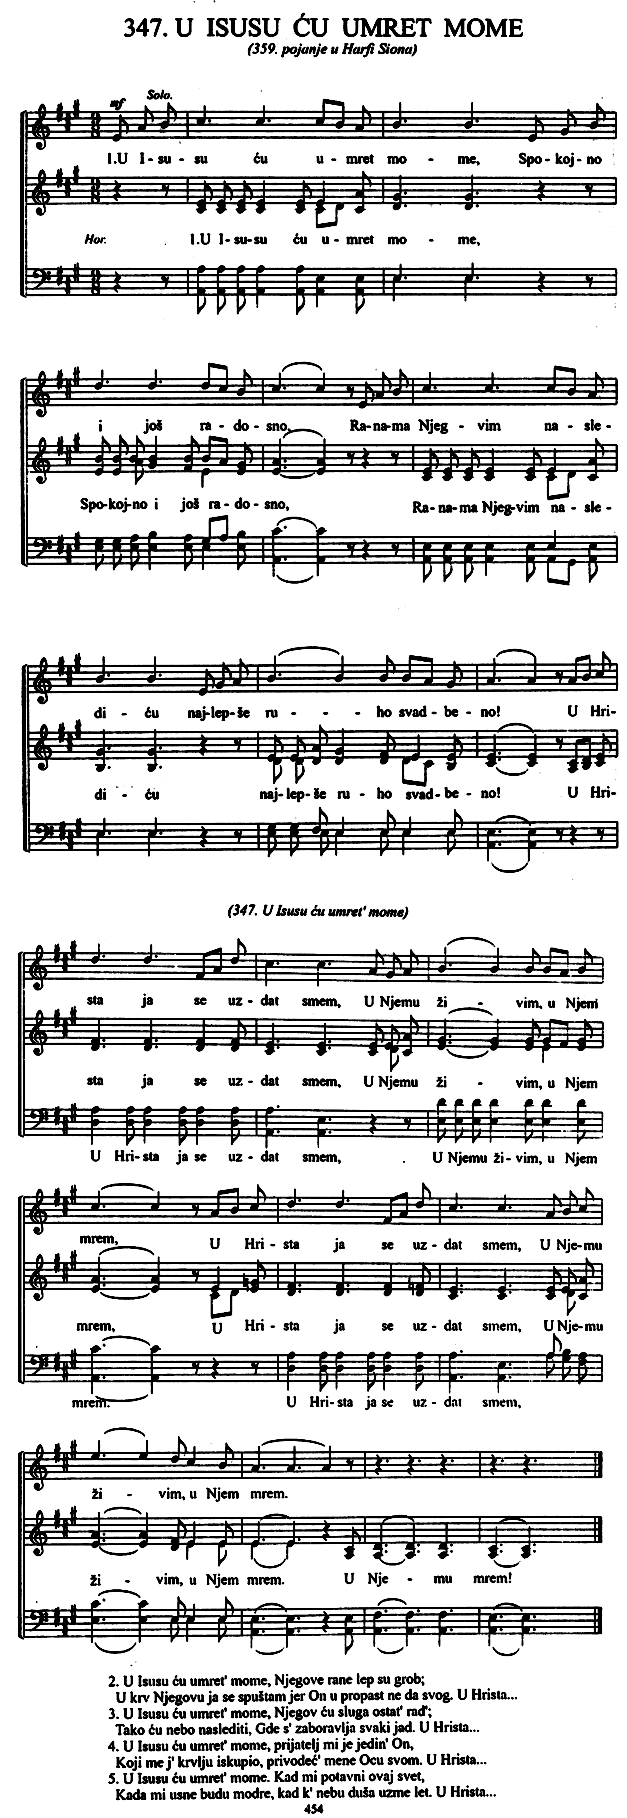 347. U ISUSU ĆU UMRET MOME
(359. pojanje u Harfi Siona)
mf Solo.
1.U I-su-su ću u-mret mo-me, Spo-koj-no
Hor. 1.U I-su-su ću u-mret mo-me,
i još ra-do-sno, Ra-na-ma Njeg-vim na-sle-
Spo-koj-no i još ra-do-sno, Ra-na-ma Njeg-vim na-sle-
di-ću naj-lep-še ru---ho svad-be-no! U Hri-
di-ću naj-lep-še ru-ho svad-be-no! U Hri-
(347. U Isusu ću umret' mome)
sta ja se uz-dat smem, U Njemu ži-vim, u Njem
sta ja se uz-dat smem, U Njemu ži-vim, u Njem
U Hri-sta ja se uz-dat smem, U Njemu ži-vim, u Njem
mrem, U Hri-sta ja se uz-dat smem, U Nje-mu
mrem, U Hri-sta ja se uz-dat smem, U Nje-mu
mrem. U Hri-sta ja se uz-dat smem,
ži-vim, u Njem mrem.
ži-vim, u Njem mrem. U Nje-mu mrem!
2. U Isusu ću umret' mome, Njegove rane lep su grob;
U krv Njegovu ja se spuštam jer On u propast ne da svog. U Hrista...
3. U Isusu ću umret' mome, Njegov ću sluga ostat' rad';
Tako ću nebo naslediti, Gde s' zaboravlja svaki jad. U Hrista...
4. U Isusu ću umret' mome, prijatelj mi je jedin' On,
Koji me j' krvlju iskupio, privodeć' mene Ocu svom. U Hrista...
5. U Isusu ću umret' mome. Kad mi potavni ovaj svet,
Kada mi usne budu modre, kad k' nebu duša uzme let. U Hrista...
454